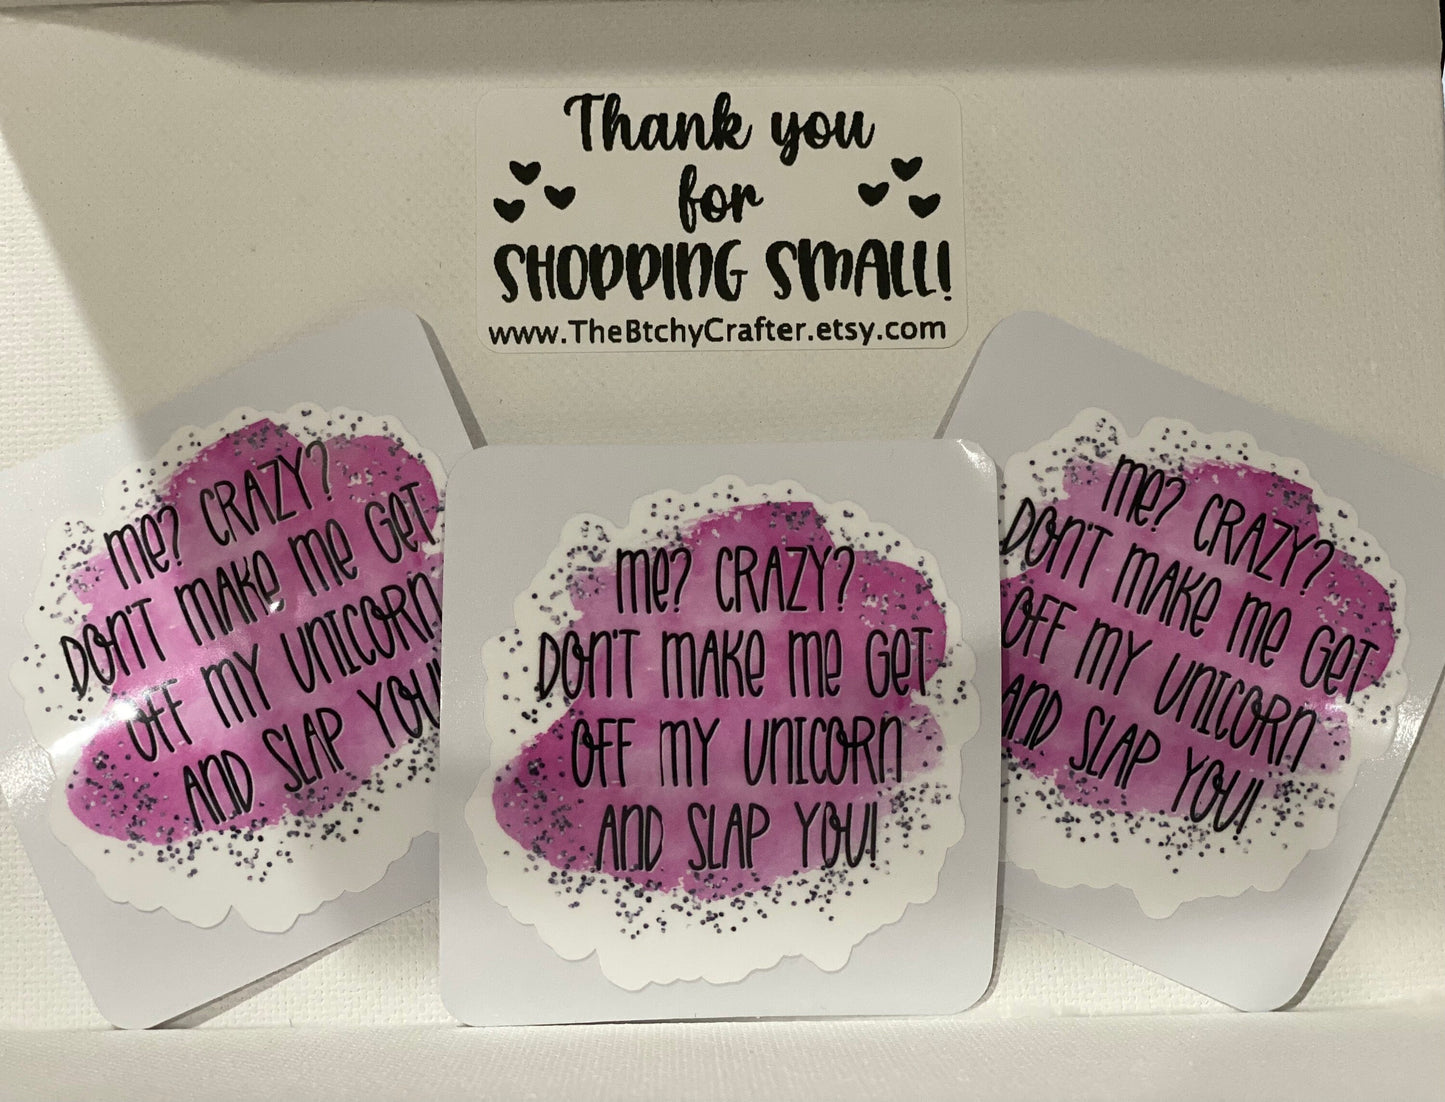 Thank you
for
SHOPPING SMALL!
www.TheBtchyCrafter.etsy.com
Me? CRAZY?
DON'T MAKE ME GET
OFF MY UNICORN
AND SLAP YOU!
Me? CRAZY?
DON'T MAKE ME GET
OFF MY UNICORN
AND SLAP YOU!
Me? CRAZY?
DON'T MAKE ME GET
OFF MY UNICORN
AND SLAP YOU!